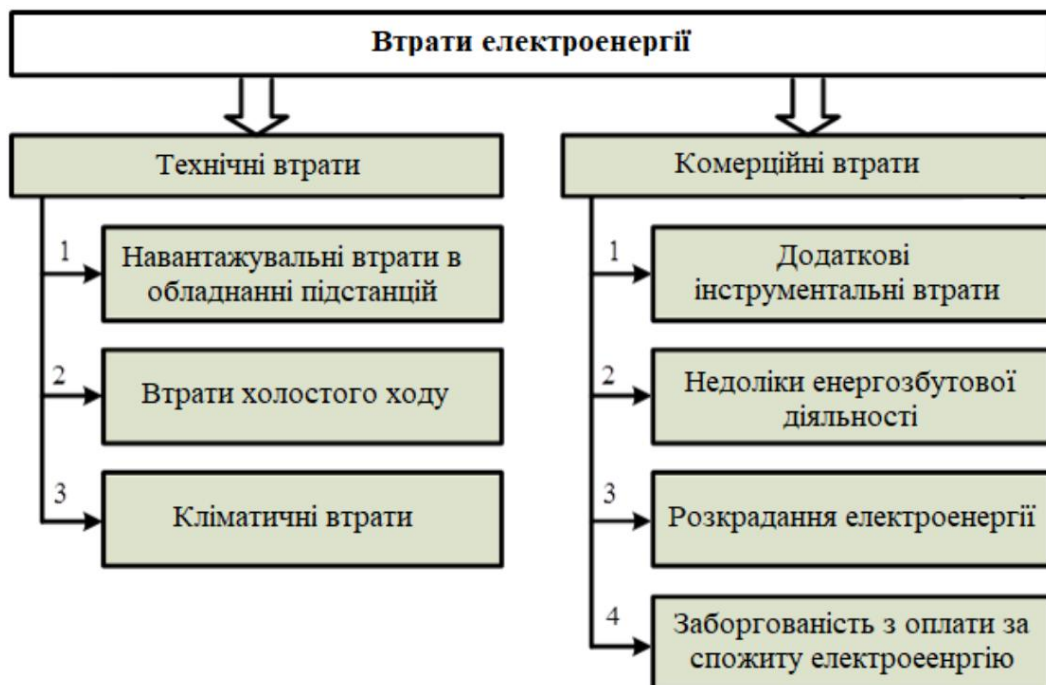 Втрати електроенергії
Технічні втрати
1
Навантажувальні втрати в
обладнанні підстанцій
2
Втрати холостого ходу
3
Кліматичні втрати
Комерційні втрати
1
Додаткові
інструментальні втрати
2
Недоліки енергозбутової
діяльності
3
Розкрадання електроенергії
4
Заборгованість з оплати за
спожиту електроеенргію